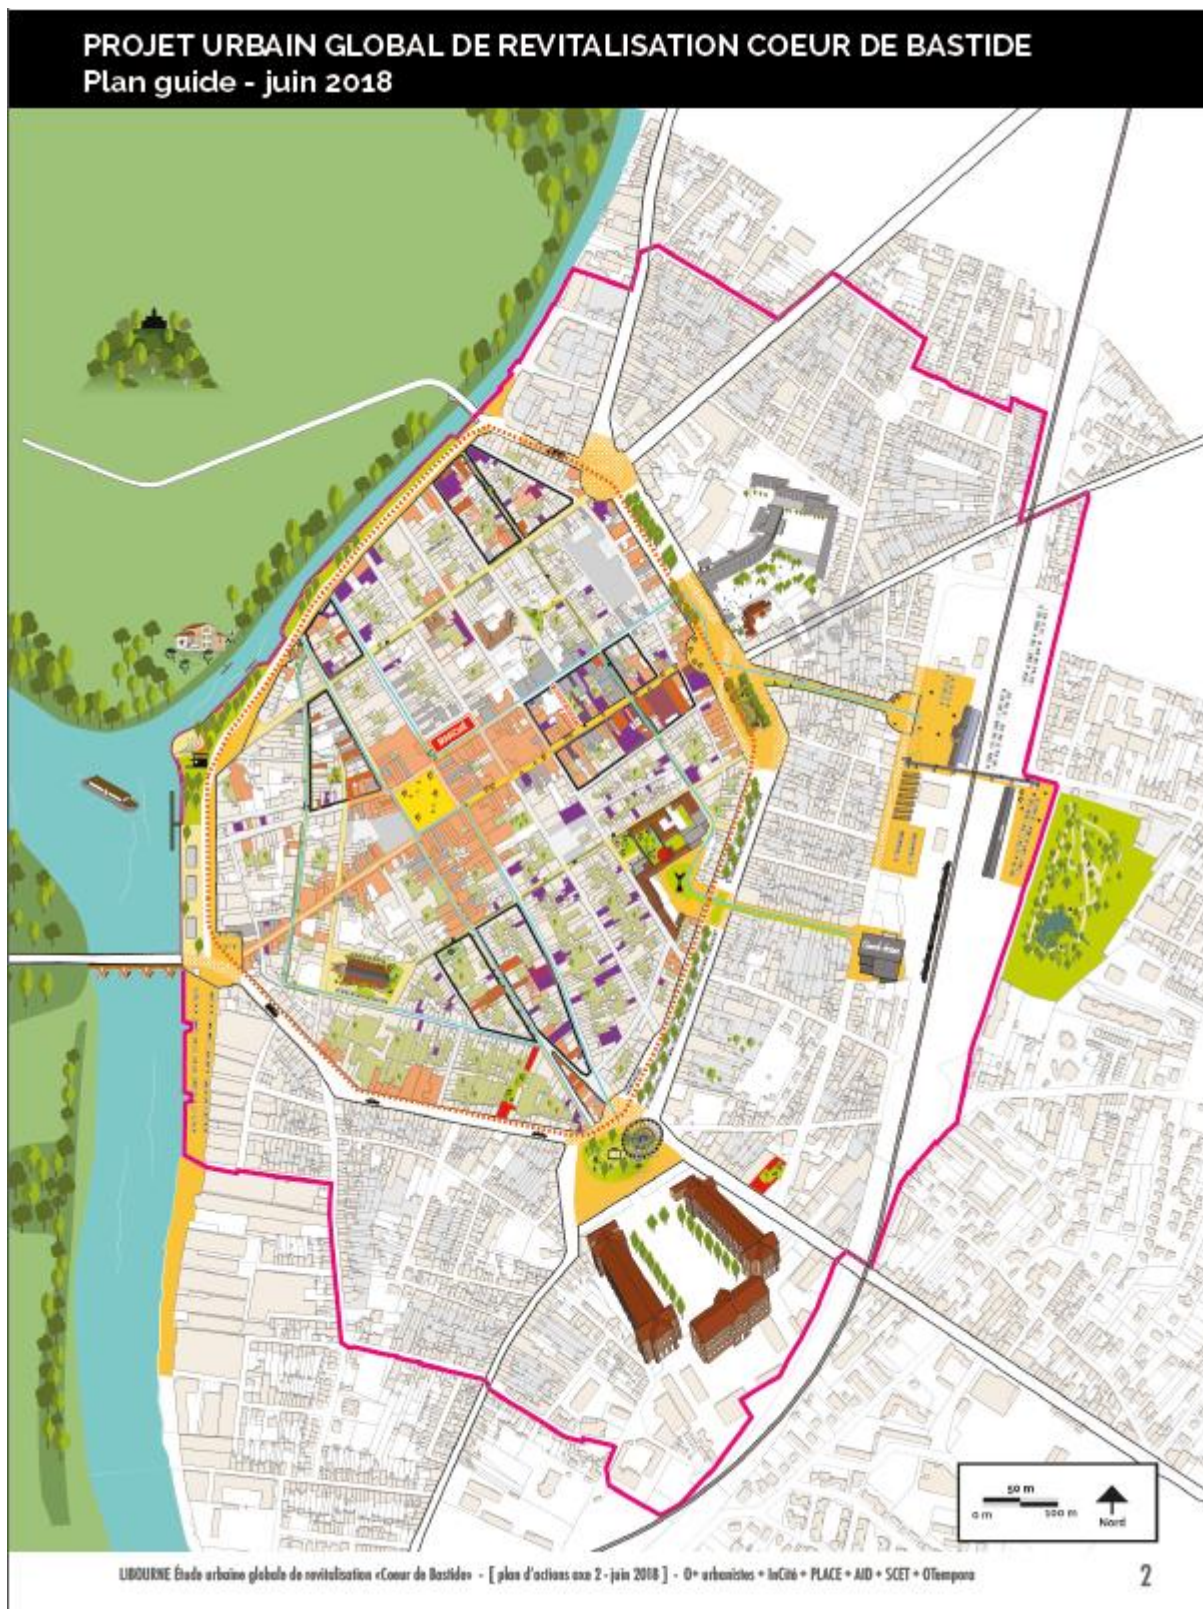 PROJET URBAIN GLOBAL DE REVITALISATION COEUR DE BASTIDE
Plan guide - juin 2018
MARCHÉ
50 m
0 m
100 m
Nord
LIBOURNE Étude urbaine globale de revitalisation «Coeur de Bastide» - [ plan d'actions axe 2 - juin 2018 ] - O+ urbanistes + InCité + PLACE + AID + SCET + OTempora
2